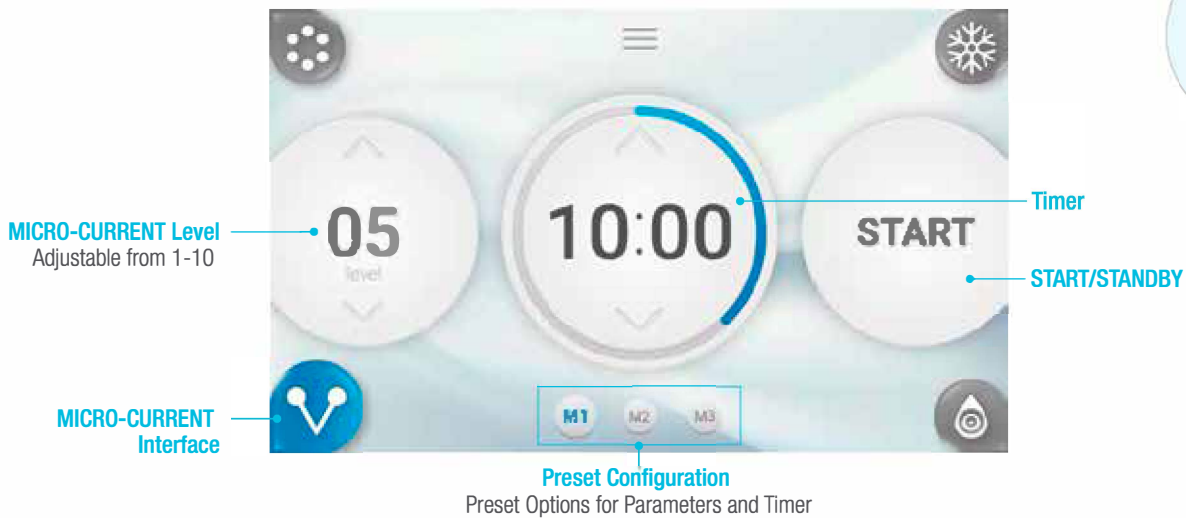 MICRO-CURRENT Level
Adjustable from 1-10
05
level
10:00
START
Timer
START/STANDBY
MICRO-CURRENT
Interface
M1 M2 M3
Preset Configuration
Preset Options for Parameters and Timer